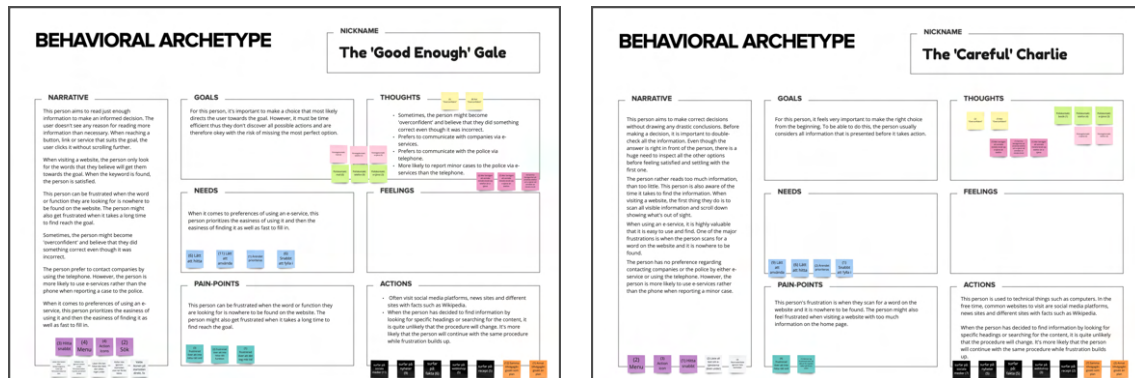 BEHAVIORAL ARCHETYPE
NICKNAME
The 'Good Enough' Gale
NARRATIVE
This person aims to read just enough
information to make an informed decision. The
user doesn't see any reason for reading more
information than necessary. When reaching a
button, link or service that suits the goal, the
user clicks it without scrolling further.
When visiting a website, the person only look
for the words that they believe will get them
towards the goal. When the keyword is found,
the person is satisfied.
This person can be frustrated when the word or
function they are looking for is nowhere to be
found on the website. The person might also
get frustrated when it takes a long time
to find reach the goal.
Sometimes, the person might become
'overconfident' and believe that they did
something correct even though it was
incorrect.
The person prefer to contact companies by
using the telephone. However, the person is
more likely to use e-services rather than the
phone when reporting a case to the police.
When it comes to preferences of using an e-
service, this person prioritizes the easiness of
using it and then the easiness of finding it as
well as fast to fill in.
(4)
Menu
(2)
Sök
GOALS
For this person, it's important to make a choice that most likely
directs the user towards the goal. However, it must be time
efficient thus they don't discover all possible actions and are
therefore okey with the risk of missing the most perfect option.
NEEDS
When it comes to preferences of using an e-service, this
person prioritizes the easiness of using it and then the
easiness of finding it as well as fast to fill in.
PAIN-POINTS
This person can be frustrated when the word or function they
are looking for is nowhere to be found on the website. The
person might also get frustrated when it takes a long time to
find reach the goal.
THOUGHTS
Sometimes, the person might become
'overconfident' and believe that they did
something correct even though it was
incorrect.
Prefers to communicate with companies via e-
services.
Prefers to communicate with the police via
telephone.
More likely to report minor cases to the police via e-
services than the telephone.
FEELINGS
ACTIONS
Often visit social media platforms, news sites and different
sites with facts such as Wikipedia.
When the person has decided to find information by
looking for specific headings or searching for the content, it
is quite unlikely that the procedure will change. It's more
likely that the person will continue with the same procedure
while frustration builds up.
BEHAVIORAL ARCHETYPE
NICKNAME
The 'Careful' Charlie
NARRATIVE
This person aims to make correct decisions
without drawing any drastic conclusions. Before
making a decision, it is important to double-
check all the information. Even though the
answer is right in front of the person, there is a
huge need to inspect all the other options
before feeling satisfied and settling with the
first one.
The person rather reads too much information,
than too little. This person is also aware of the
time it takes to find the information. When
visiting a website, the first thing they do is to
scan all visible information and scroll down
showing what's out of sight.
When using an e-service, it is highly valuable
that it is easy to use and find. One of the major
frustrations is when the person scans for a
word on the website and it is nowhere to be
found.
The person has no preference regarding
contacting companies or the police by either e-
service or using the telephone. However, the
person is more likely to use e-services rather
than the phone when reporting a minor case.
(2)
Menu
GOALS
For this person, it feels very important to make the right choice
from the beginning. To be able to do this, the person usually
considers all information that is presented before it takes action.
NEEDS
PAIN-POINTS
This person's frustration is when they scan for a word on the
website and it is nowhere to be found. The person might also
feel frustrated when visiting a website with too much
information on the home page.
THOUGHTS
FEELINGS
ACTIONS
This person is used to technical things such as computers. In the
free time, common websites to visit are social media platforms,
news sites and different sites with facts such as Wikipedia.
When the person has decided to find information by looking for
specific headings or searching for the content, it is quite unlikely
that the procedure will change. It's more likely that the person
will continue with the same procedure while frustration builds
up.